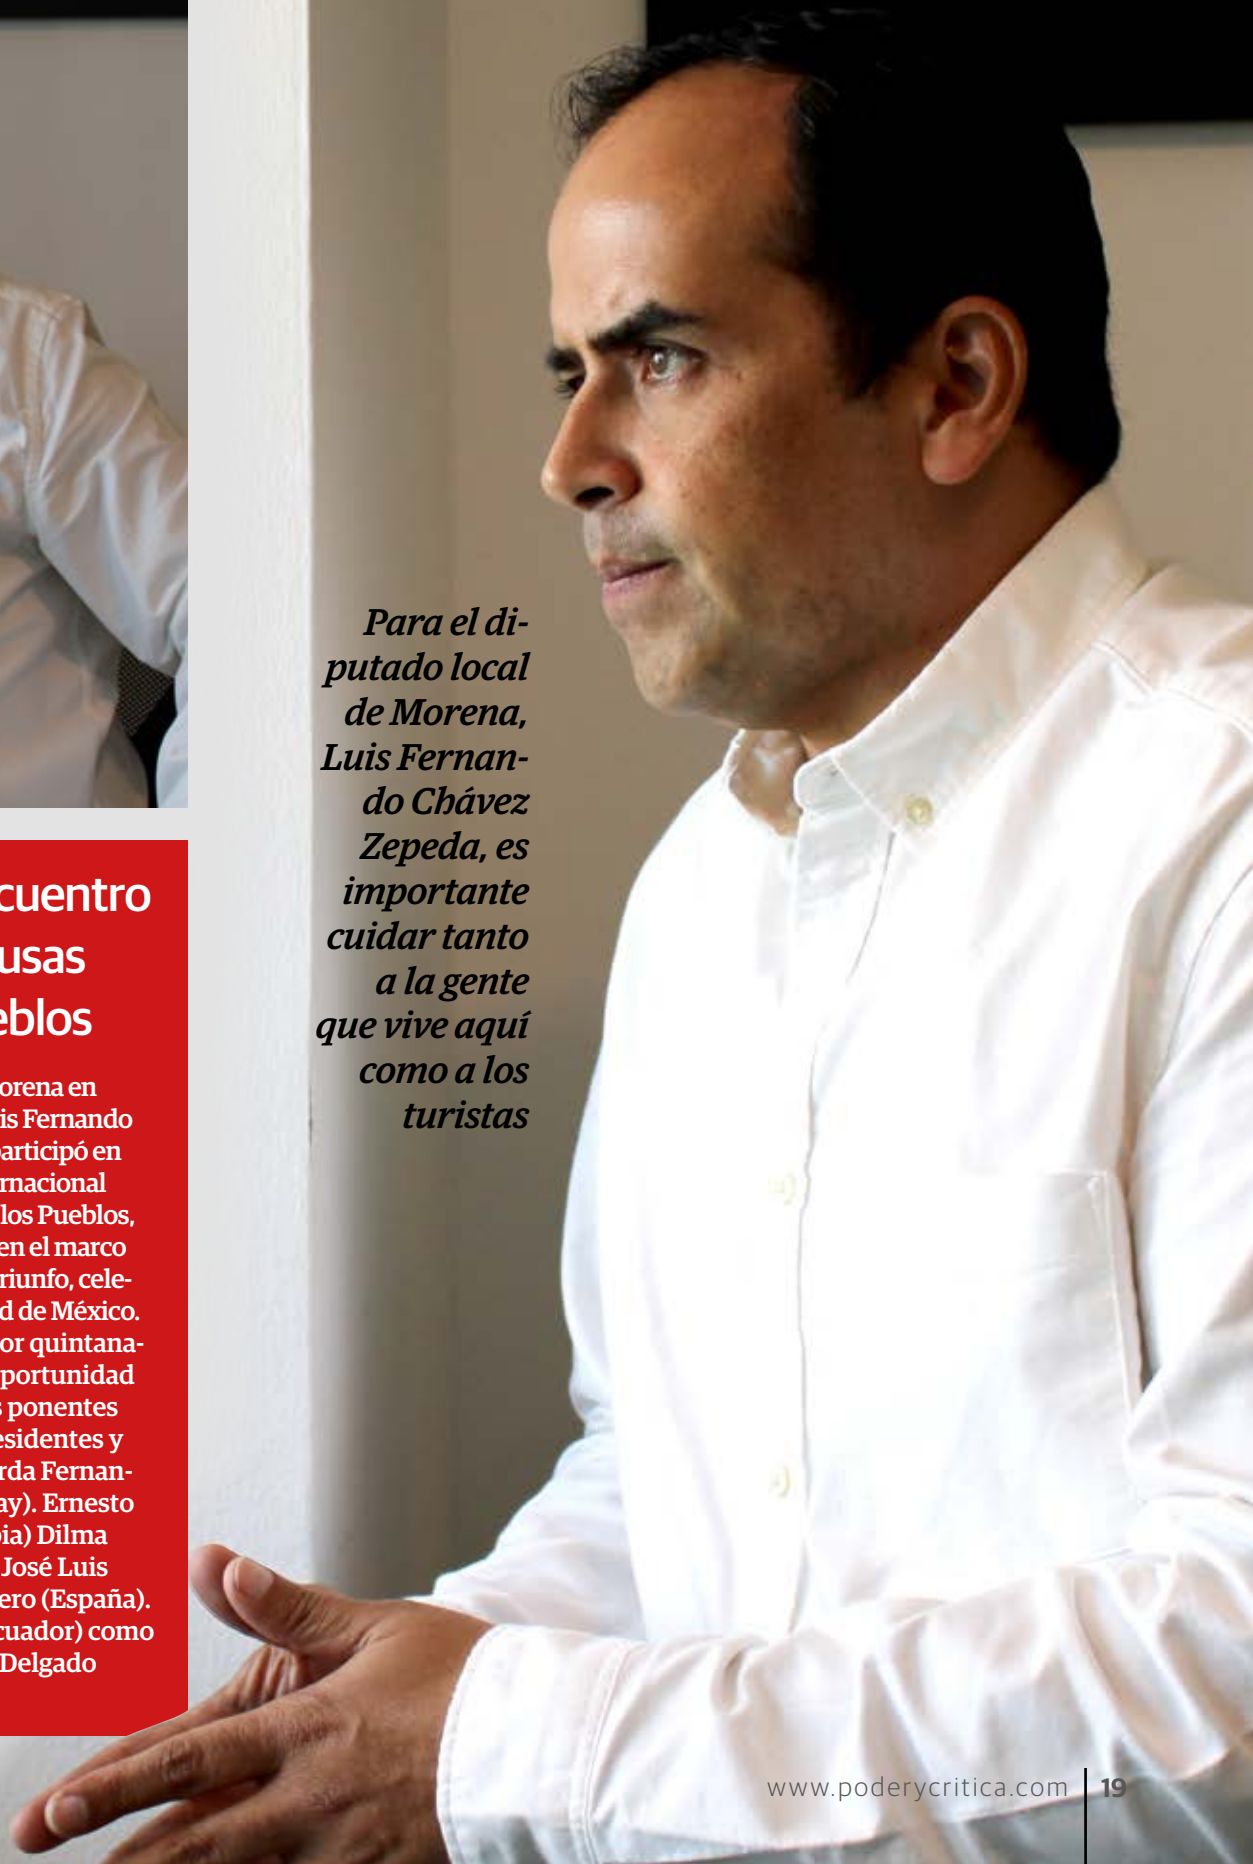 Para el di-
putado local
de Morena,
Luis Fernan-
do Chávez
Zepeda, es
importante
cuidar tanto
a la gente
que vive aquí
como a los
turistas
cuentro
usas
eblos
orena en
is Fernando
articipó en
rnacional
los Pueblos,
en el marco
riunfo, cele-
d de México.
or quintana-
portunidad
s ponentes
esidentes y
rda Fernan-
ay). Ernesto
ia) Dilma
José Luis
ero (España).
cuador) como
Delgado
www.poderycritica.com 19